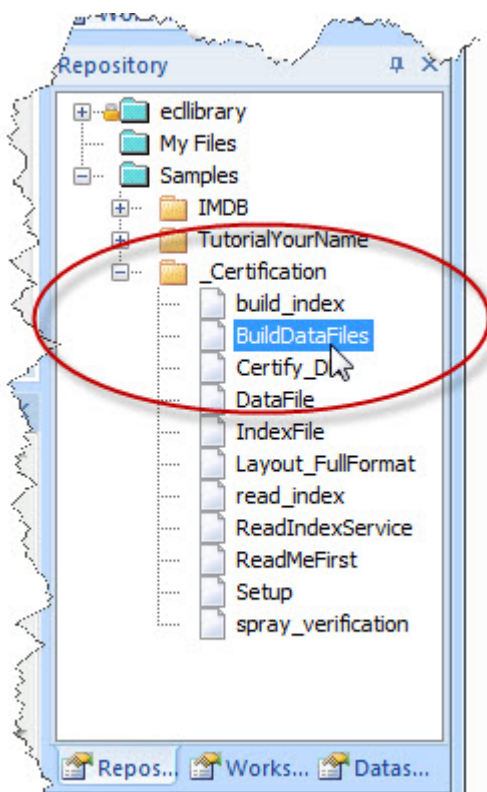 Repository
ecllibrary
My Files
Samples
IMDB
TutorialYourName
_Certification
build_index
BuildDataFiles
Certify_D
DataFile
IndexFile
Layout_FullFormat
read_index
ReadIndexService
ReadMeFirst
Setup
spray_verification
Repos... Works... Datas...